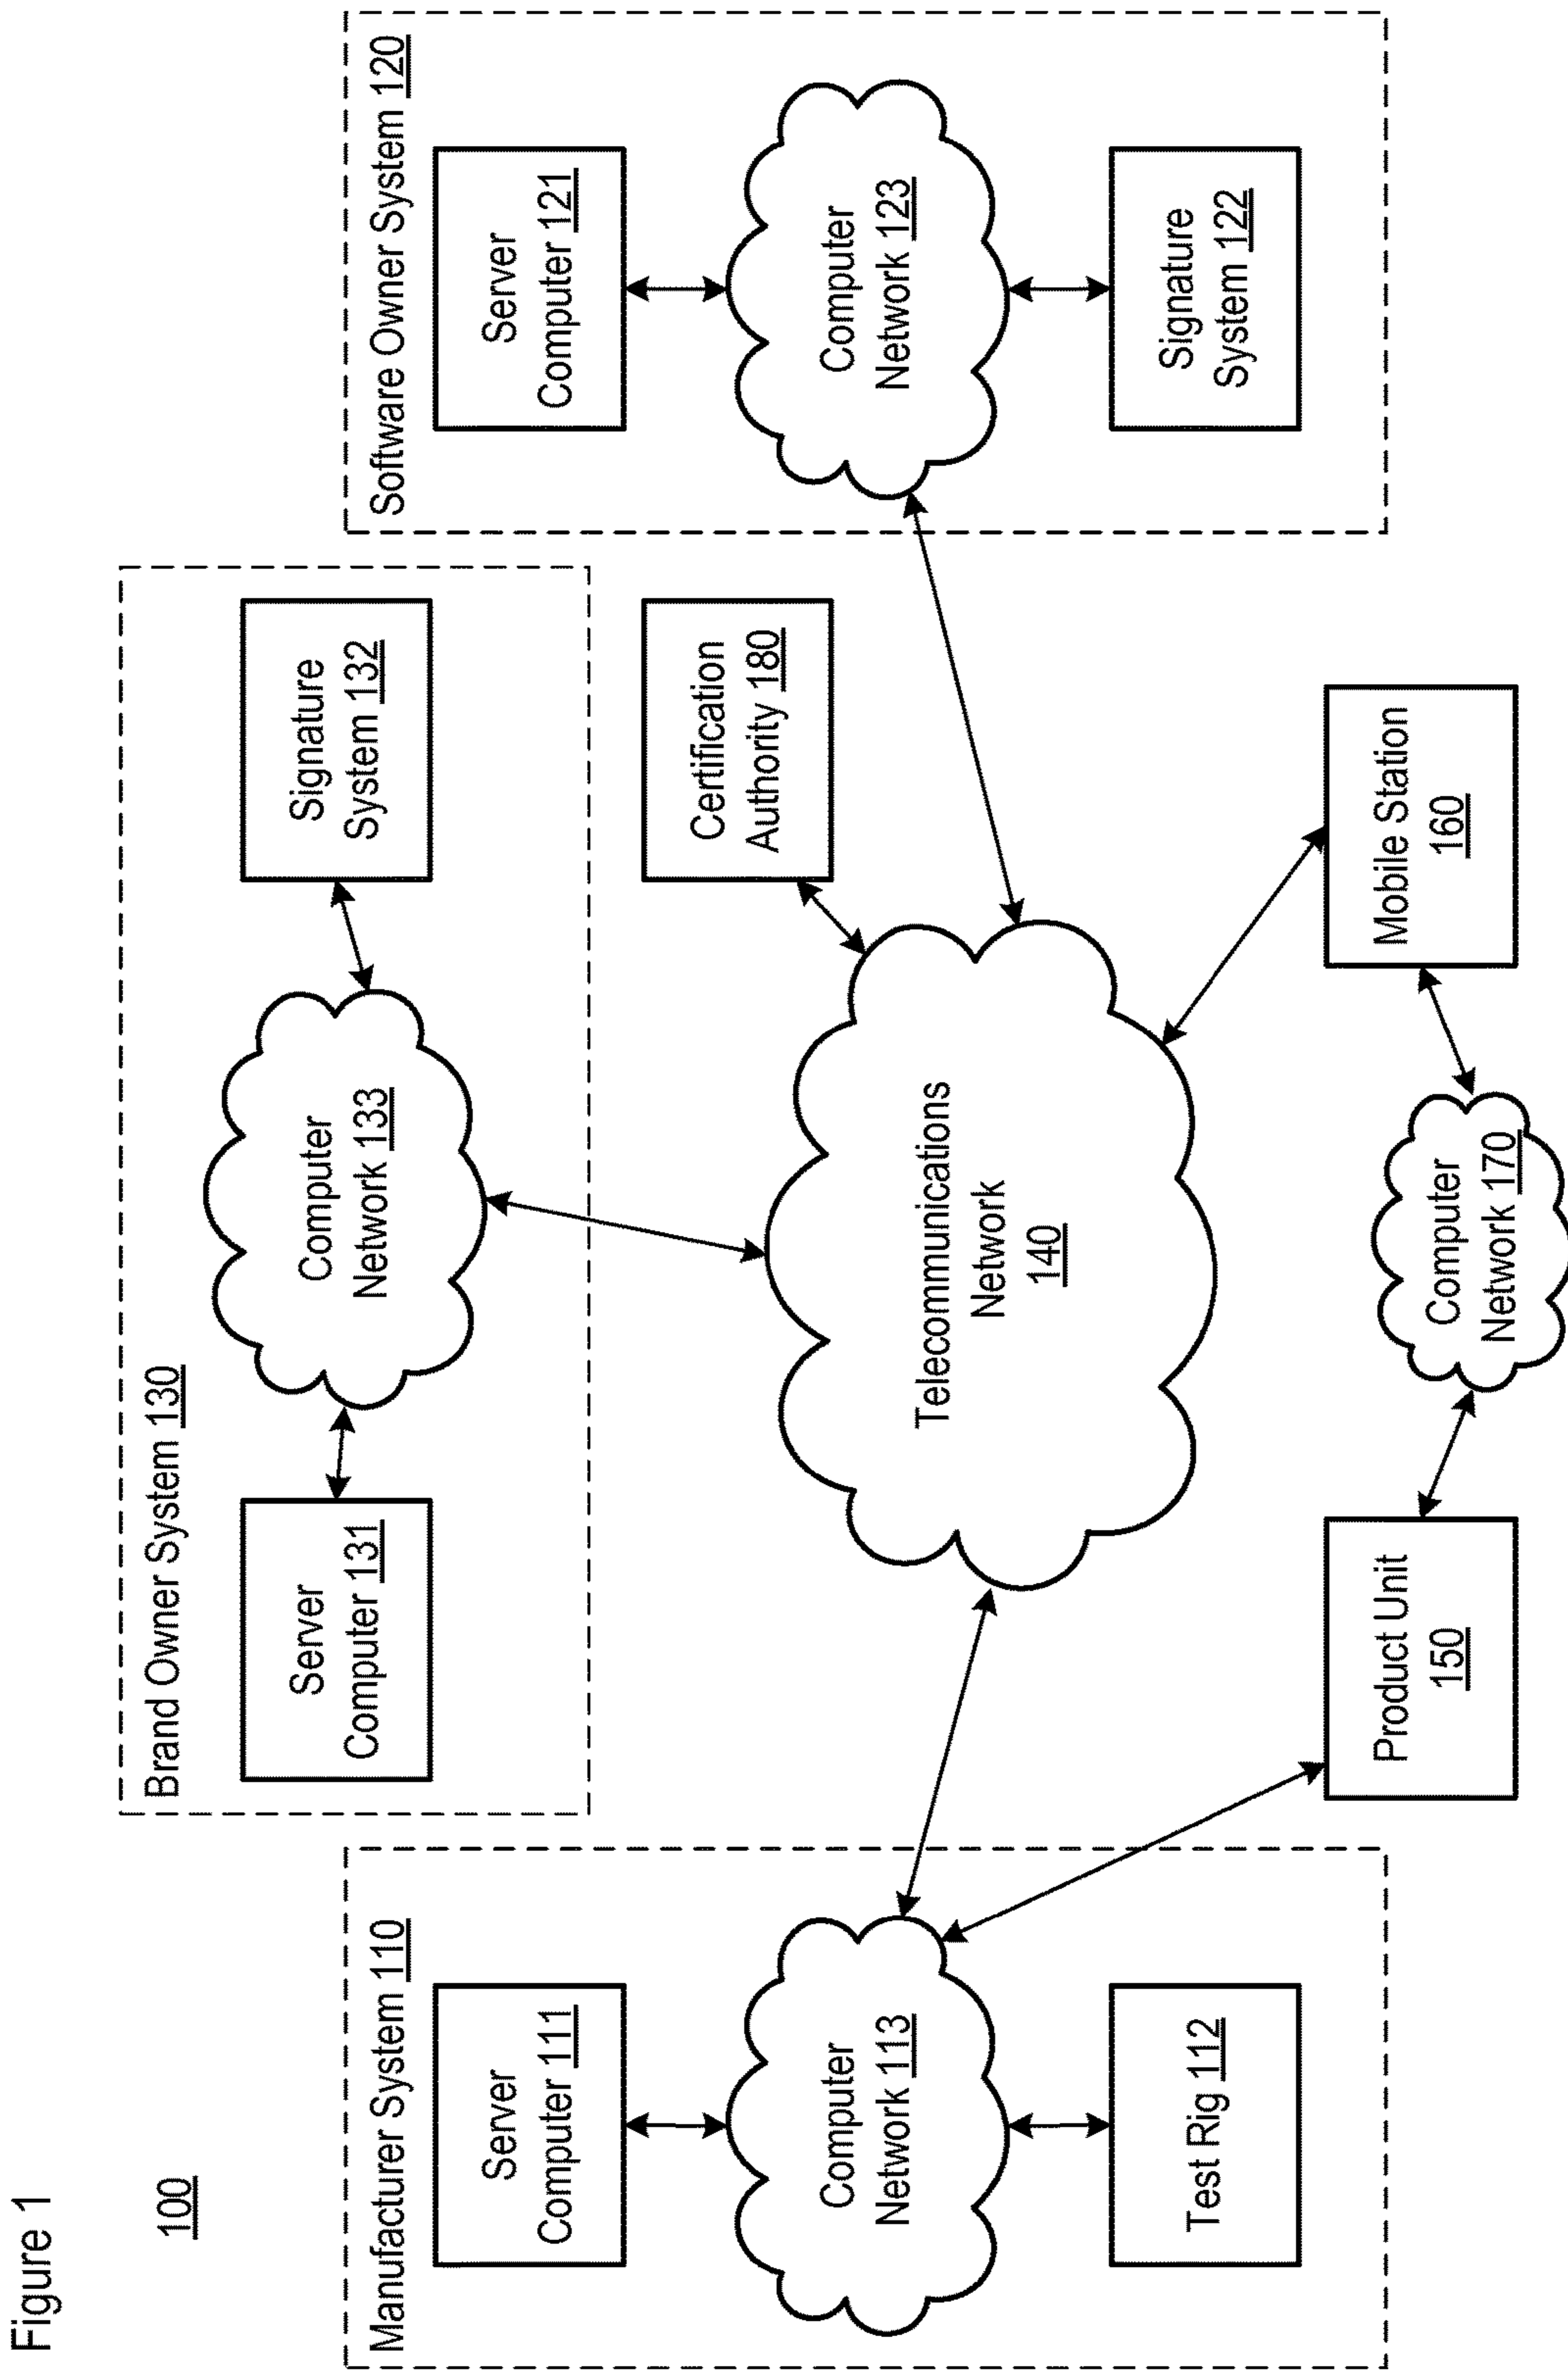 Figure 1
100
Brand Owner System 130
Server
Computer 131
Computer
Network 133
Signature
System 132
Manufacturer System 110
Server
Computer 111
Computer
Network 113
Test Rig 112
Certification
Authority 180
Telecommunications
Network
140
Software Owner System 120
Server
Computer 121
Computer
Network 123
Signature
System 122
Product Unit
150
Computer
Network 170
Mobile Station
160